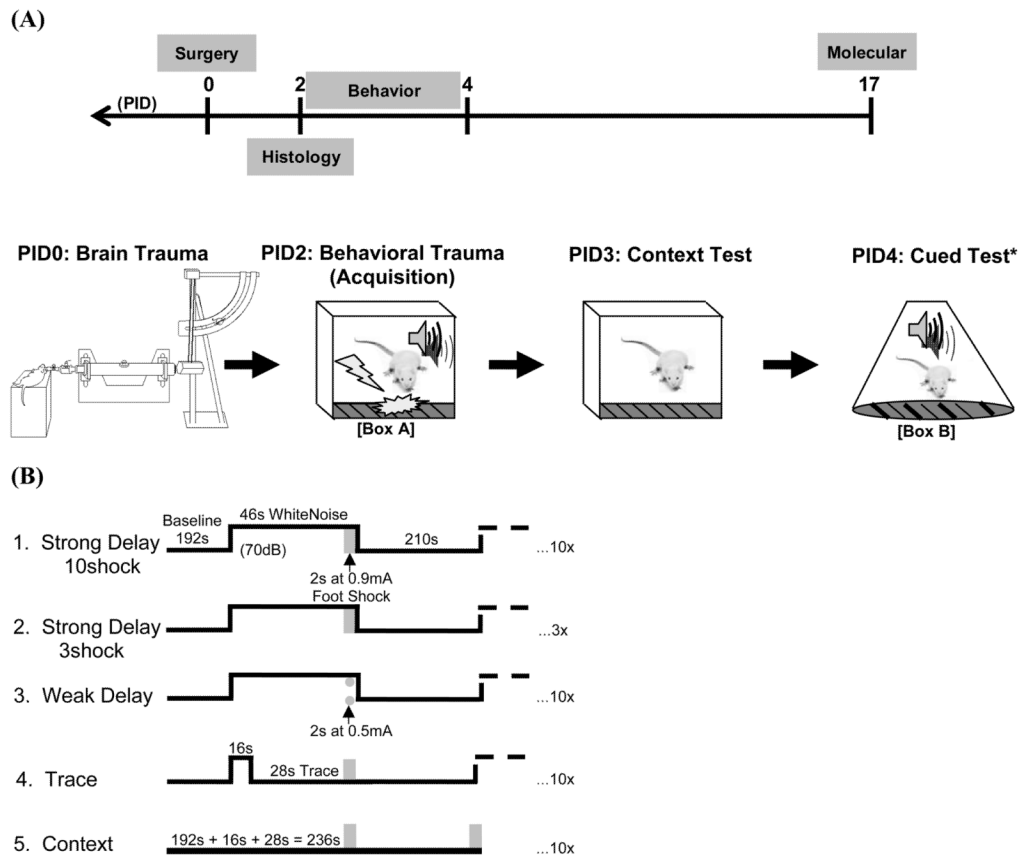 (A)
Surgery
Molecular
0
2
Behavior
4
17
(PID)
Histology
PID0: Brain Trauma
PID2: Behavioral Trauma
(Acquisition)
PID3: Context Test
PID4: Cued Test*
[Box A]
[Box B]
(B)
46s WhiteNoise
Baseline
192s
(70dB)
210s
1. Strong Delay
10shock
...10x
2s at 0.9mA
Foot Shock
2. Strong Delay
3shock
...3x
3. Weak Delay
...10x
2s at 0.5mA
16s
28s Trace
4. Trace
...10x
192s + 16s + 28s = 236s
5. Context
...10x